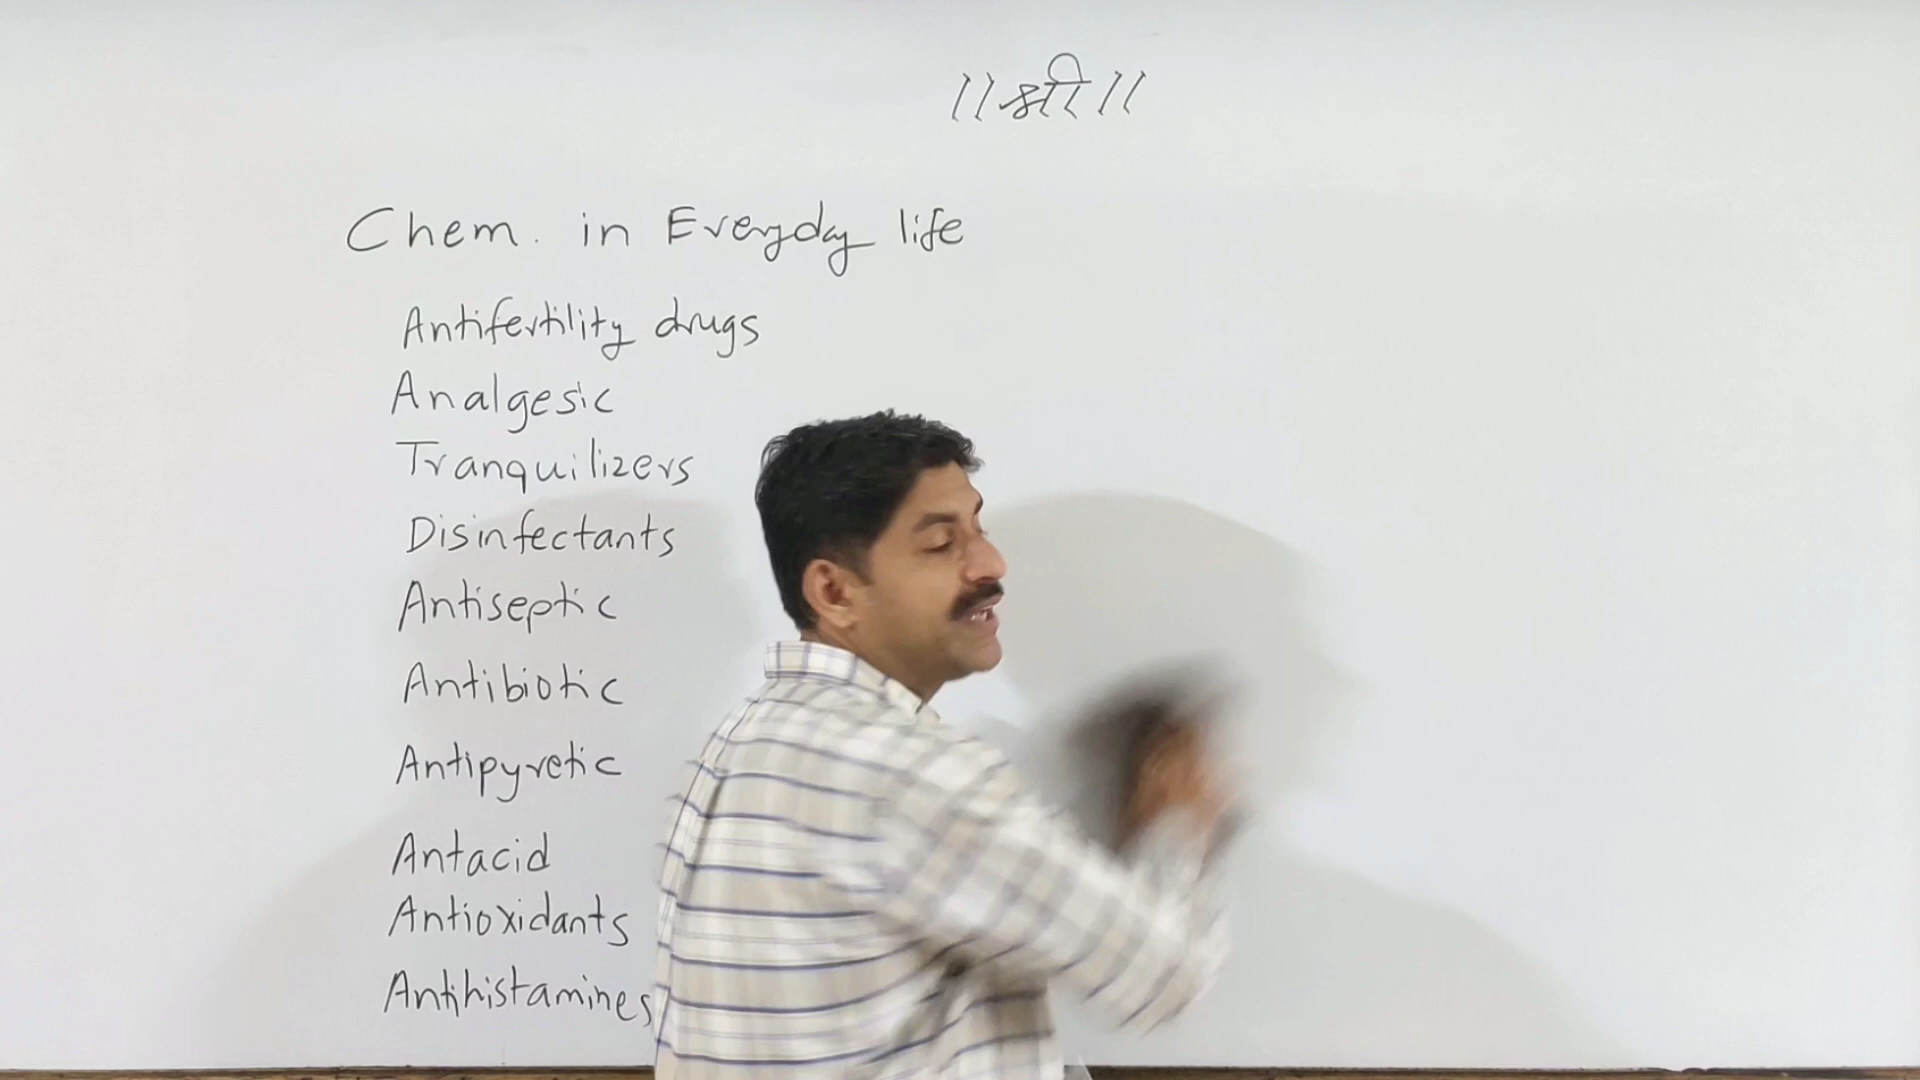 ॥ श्री ॥
Chem. in Everyday life
Antifertility drugs
Analgesic
Tranquilizers
Disinfectants
Antiseptic
Antibiotic
Antipyretic
Antacid
Antioxidants
Antihistamines